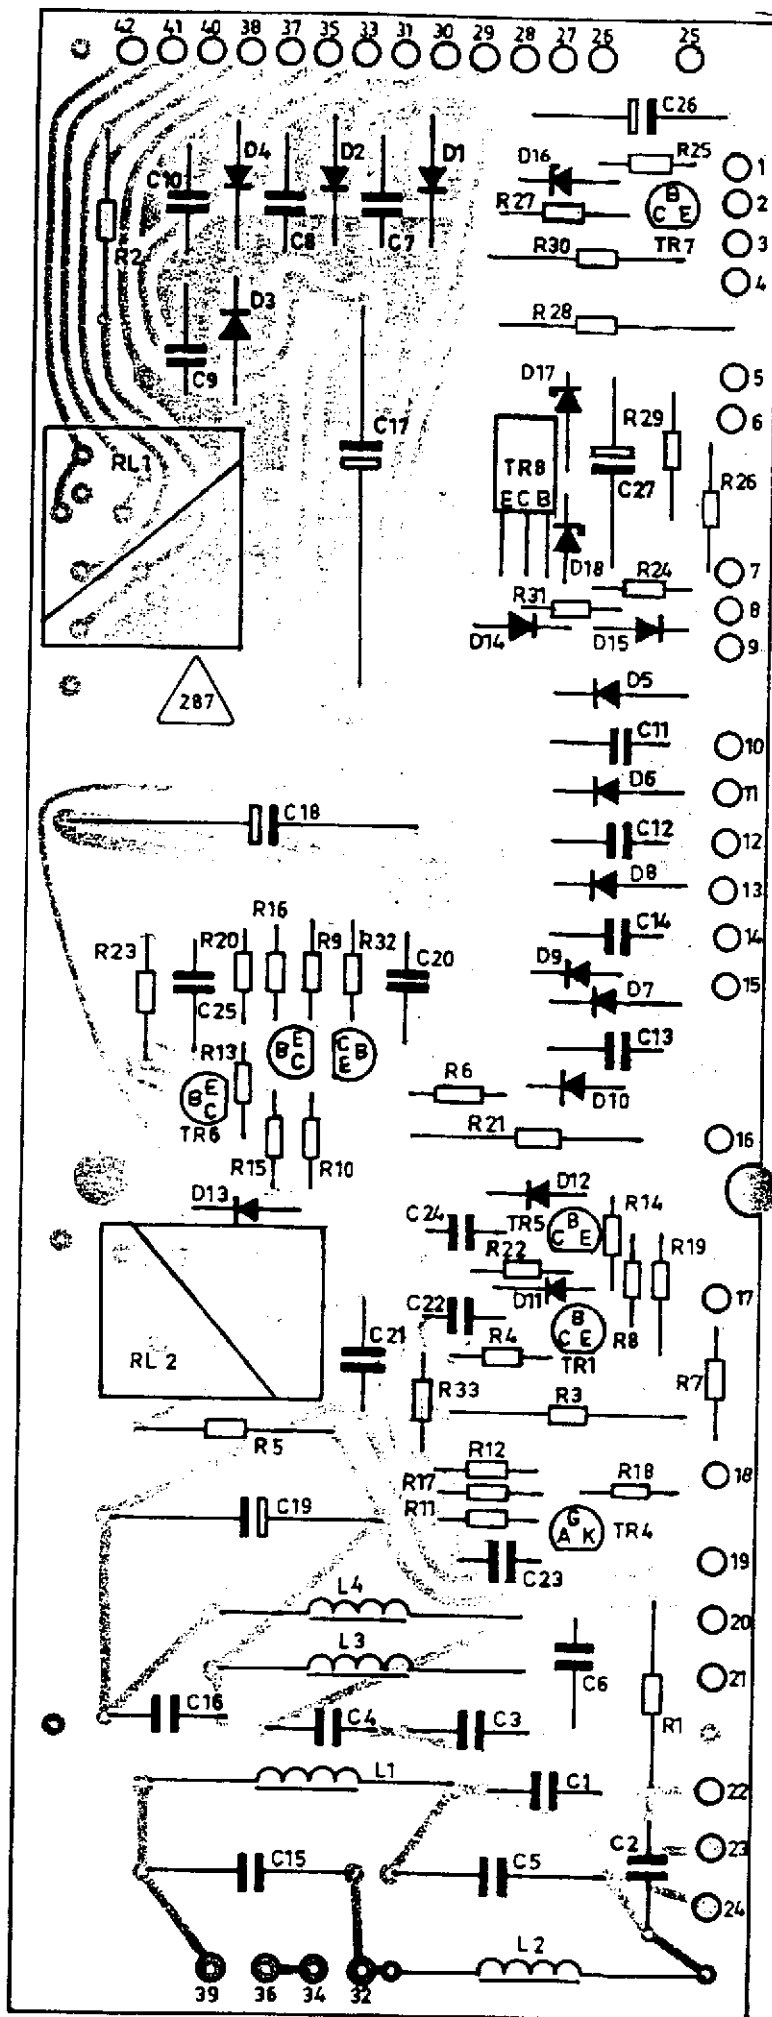 42 41 40 38 37 35 33 31 30 29 28 27 26 25
C26
D4 D2 D1 D16 R25 1
C10 R27 B C E 2
R2 C8 C7 R30 TR7 3
4
D3 R28
C9 D17 5
C17 R29 6
RL1 TR8 C27 R26
E C B
D18 R24 7
R31 8
D14 D15 9
287 D5
C11 10
D6 11
C18 C12 12
D8 13
R16 C14 14
R23 R20 R9 R32 C20 D9
C25 D7 15
R13 B E C C E B C13
B E C R6 D10
TR6 R21 16
R15 R10
D13 D12
C24 TR5 B C E R14
R22 R19
D11 17
C22 B C E R8
RL2 C21 R4 TR1 R7
R33 R3
R5 R12
R17 R18 18
C19 R11 G A K TR4
C23 19
L4 20
L3 C6 21
C16 C4 C3 R1
L1 C1 22
C2 23
C15 C5 24
L2
39 36 34 32